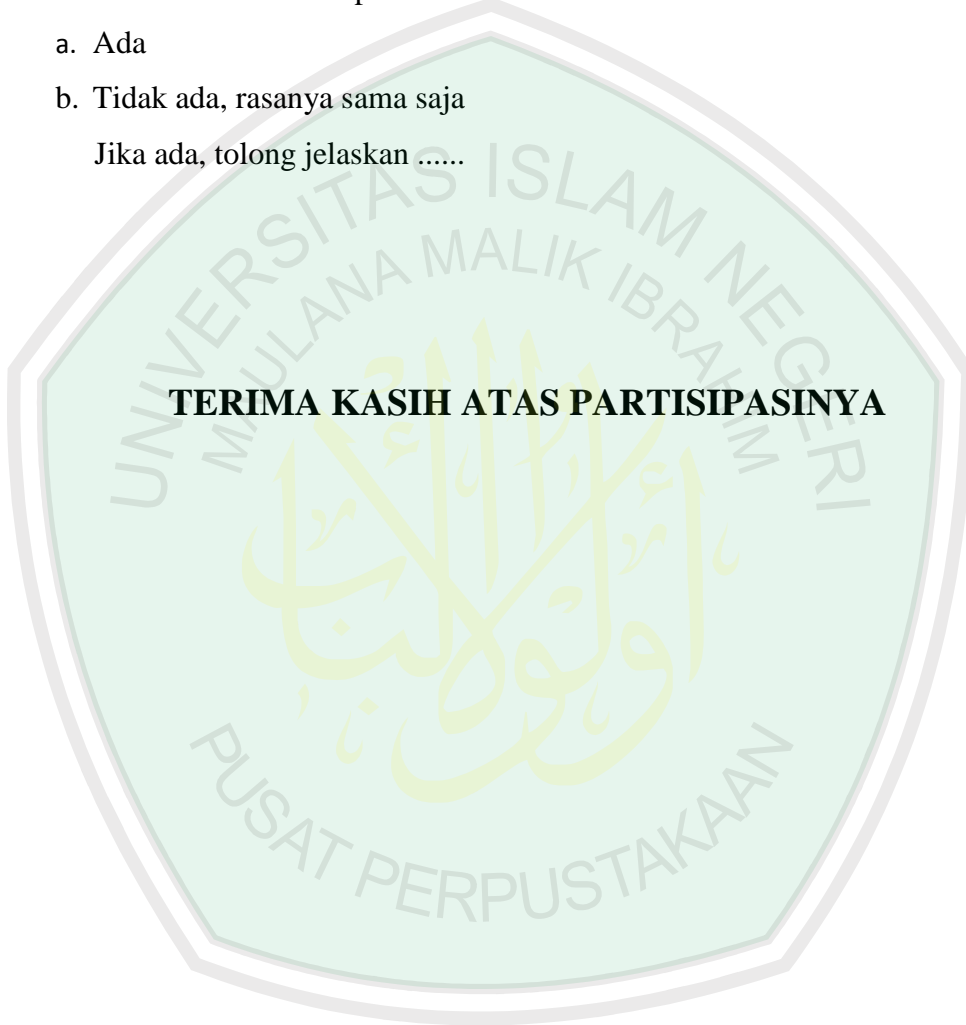 a. Ada
b. Tidak ada, rasanya sama saja
Jika ada, tolong jelaskan ......
UNIVERSITAS ISLAM NEGERI
MAULANA MALIK IBRAHIM
TERIMA KASIH ATAS PARTISIPASINYA
PUSAT PERPUSTAKAAN